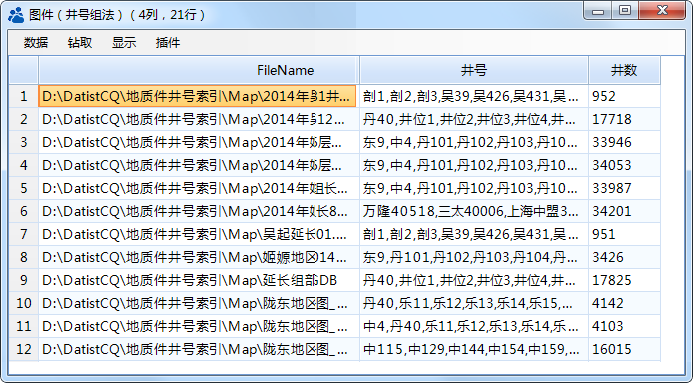 图件（井号组法）(4列，21行)
数据 钻取 显示 插件
FileName 井号 井数
1 D:\DatistCQ\地质件井号索引\Map\2014年 1井... 剖1,剖2,剖3,吴39,吴426,吴431,吴... 952
2 D:\DatistCQ\地质件井号索引\Map\2014年 12... 丹40,井位1,井位2,井位3,井位4,井... 17718
3 D:\DatistCQ\地质件井号索引\Map\2014年 层... 东9,中4,丹101,丹102,丹103,丹10... 33946
4 D:\DatistCQ\地质件井号索引\Map\2014年 层... 东9,中4,丹101,丹102,丹103,丹10... 34053
5 D:\DatistCQ\地质件井号索引\Map\2014年 长... 东9,中4,丹101,丹102,丹103,丹10... 33987
6 D:\DatistCQ\地质件井号索引\Map\2014年 长8... 万隆40518,三太40006,上海中盟3... 34201
7 D:\DatistCQ\地质件井号索引\Map\吴起延长01.... 剖1,剖2,剖3,吴39,吴426,吴431,吴... 951
8 D:\DatistCQ\地质件井号索引\Map\姬嫄地区14... 东9,丹101,丹102,丹103,丹104,丹... 3426
9 D:\DatistCQ\地质件井号索引\Map\延长组部DB 丹40,井位1,井位2,井位3,井位4,井... 17825
10 D:\DatistCQ\地质件井号索引\Map\陇东地区图_... 丹40,乐11,乐12,乐13,乐14,乐15,... 4142
11 D:\DatistCQ\地质件井号索引\Map\陇东地区图_... 中4,丹40,乐11,乐12,乐13,乐14,乐... 4103
12 D:\DatistCQ\地质件井号索引\Map\陇东地区图_... 中115,中129,中144,中154,中159,... 16015